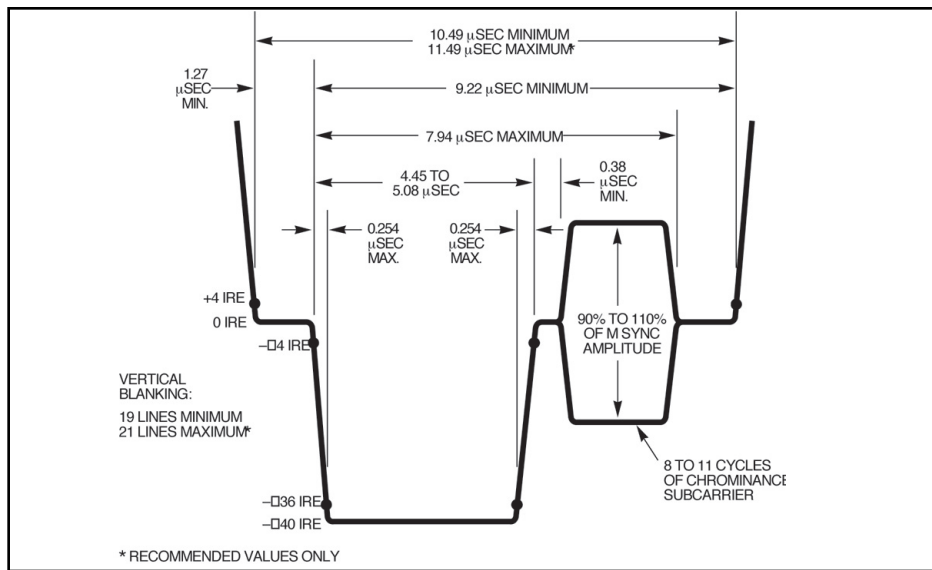 10.49 μSEC MINIMUM
11.49 μSEC MAXIMUM*
1.27
μSEC
MIN.
9.22 μSEC MINIMUM
7.94 μSEC MAXIMUM
4.45 TO
5.08 μSEC
0.38
μSEC
MIN.
0.254
μSEC
MAX.
0.254
μSEC
MAX.
+4 IRE
0 IRE
–□4 IRE
90% TO 110%
OF M SYNC
AMPLITUDE
VERTICAL
BLANKING:
19 LINES MINIMUM
21 LINES MAXIMUM*
8 TO 11 CYCLES
OF CHROMINANCE
SUBCARRIER
–□36 IRE
–□40 IRE
* RECOMMENDED VALUES ONLY